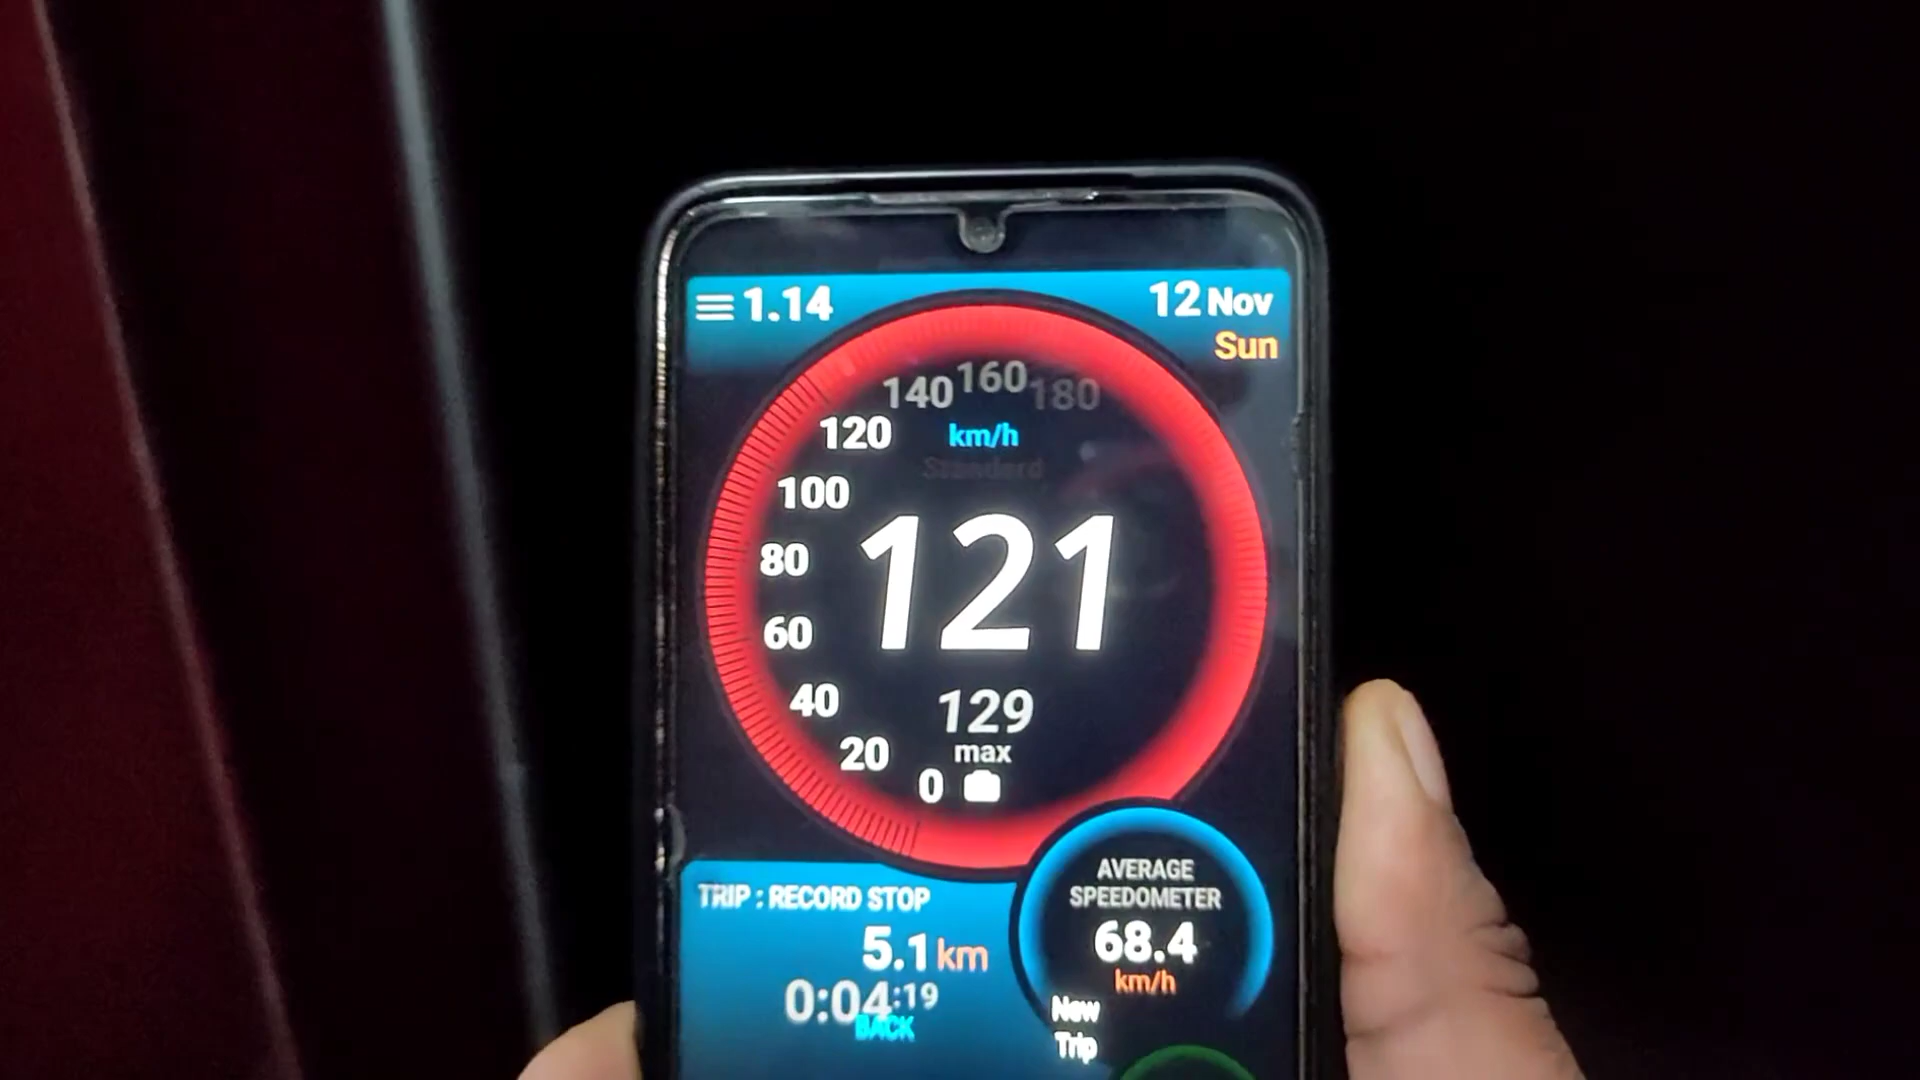 1.14
12 Nov
Sun
140 160 180
120 km/h
Standerd
100
80
121
60
40
129
20
max
0
TRIP : RECORD STOP
5.1 km
0:04:19
BACK
AVERAGE
SPEEDOMETER
68.4
km/h
New
Trip